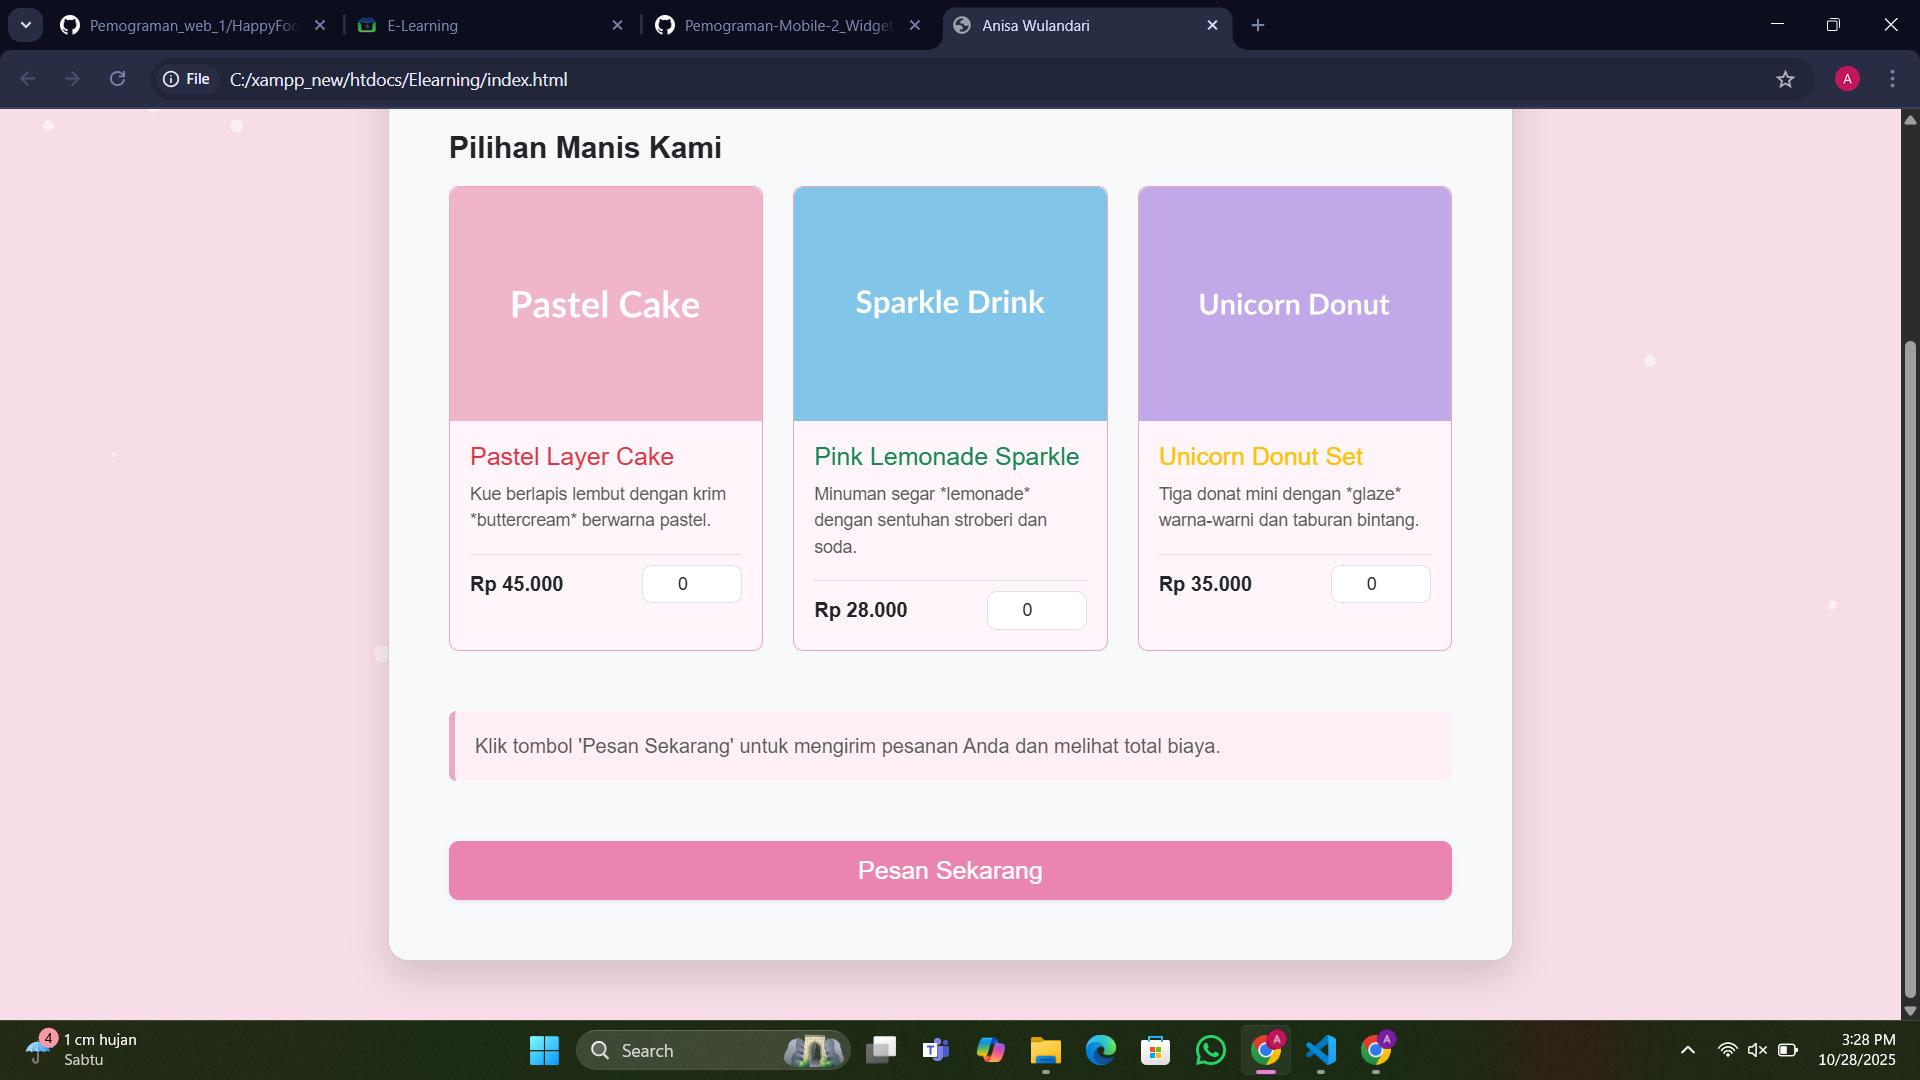 Pemograman_web_1/HappyFoo
E-Learning
Pemograman-Mobile-2_Widge
Anisa Wulandari
File
C:/xampp_new/htdocs/Elearning/index.html
A
Pilihan Manis Kami
Pastel Cake
Sparkle Drink
Unicorn Donut
Pastel Layer Cake
Kue berlapis lembut dengan krim
*buttercream* berwarna pastel.
Rp 45.000
0
Pink Lemonade Sparkle
Minuman segar *lemonade*
dengan sentuhan stroberi dan
soda.
Rp 28.000
0
Unicorn Donut Set
Tiga donat mini dengan *glaze*
warna-warni dan taburan bintang.
Rp 35.000
0
Klik tombol 'Pesan Sekarang' untuk mengirim pesanan Anda dan melihat total biaya.
Pesan Sekarang
4
1 cm hujan
Sabtu
Search
T
A
A
3:28 PM
10/28/2025